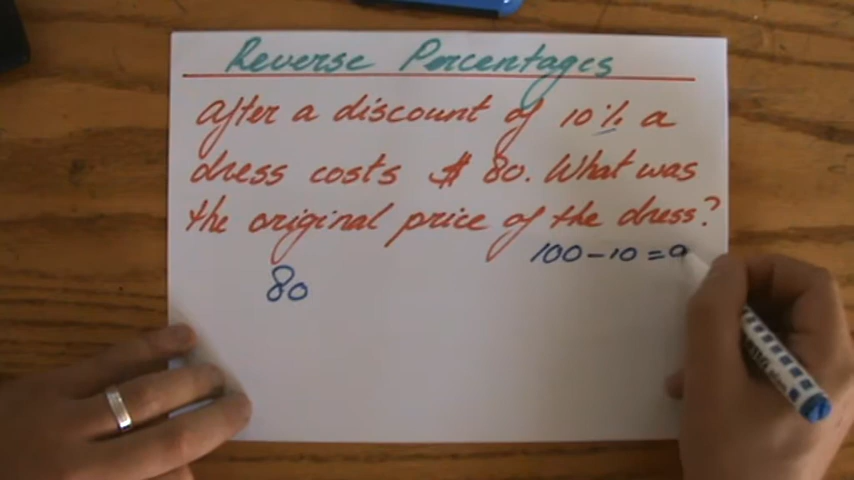 Reverse Percentages
After a discount of 10% a
dress costs $ 80. What was
the original price of the dress?
100-10=9
80